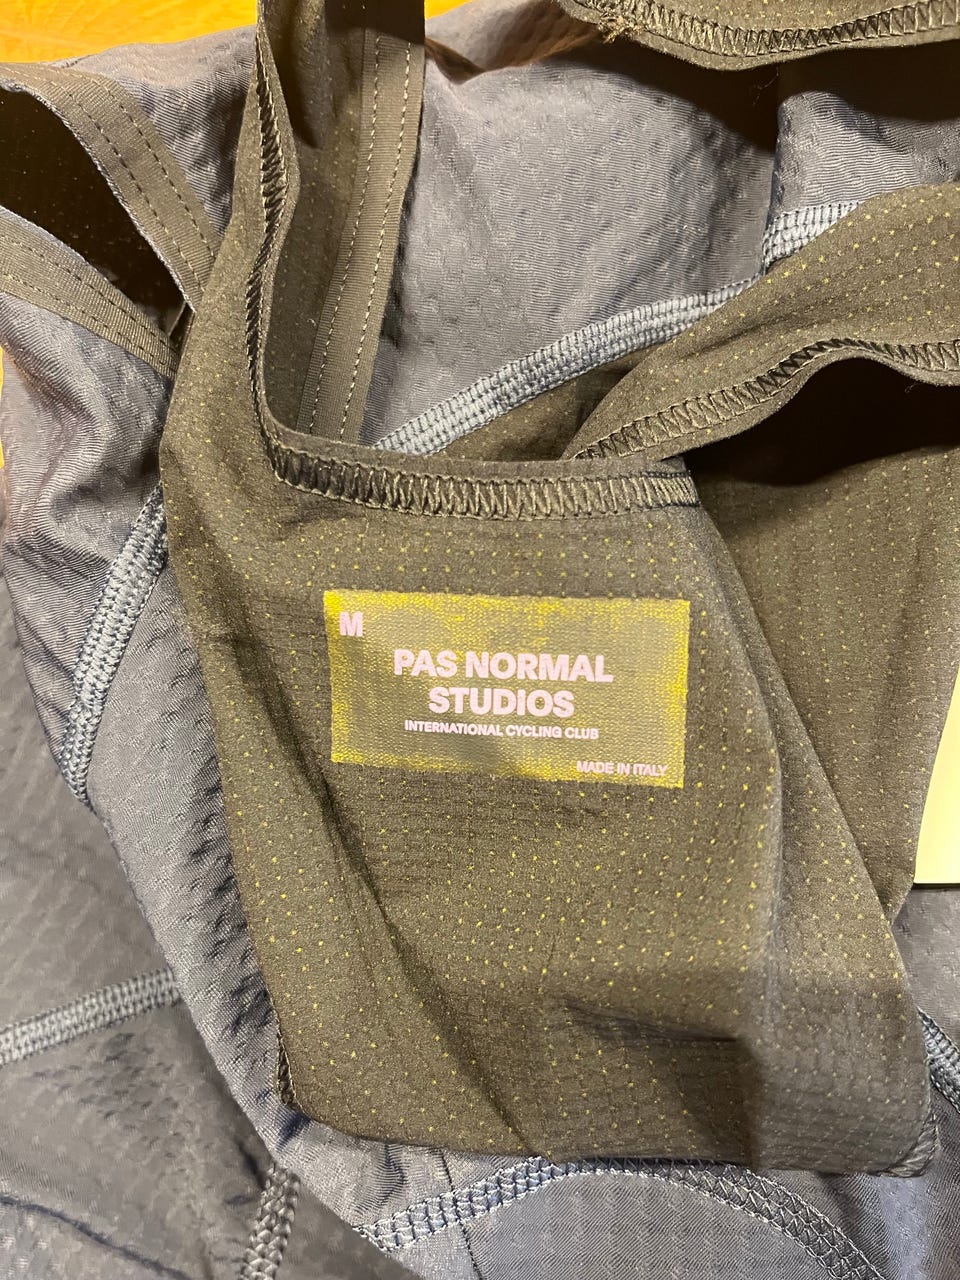 M
PAS NORMAL
STUDIOS
INTERNATIONAL CYCLING CLUB
MADE IN ITALY